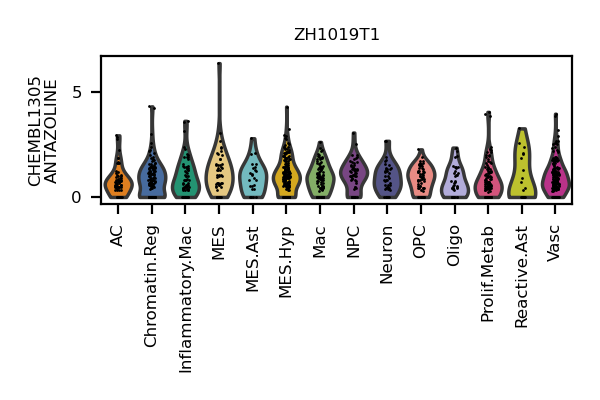 ZH1019T1
CHEMBL1305
ANTAZOLINE
5
0
AC
Chromatin.Reg
Inflammatory.Mac
MES
MES.Ast
MES.Hyp
Mac
NPC
Neuron
OPC
Oligo
Prolif.Metab
Reactive.Ast
Vasc